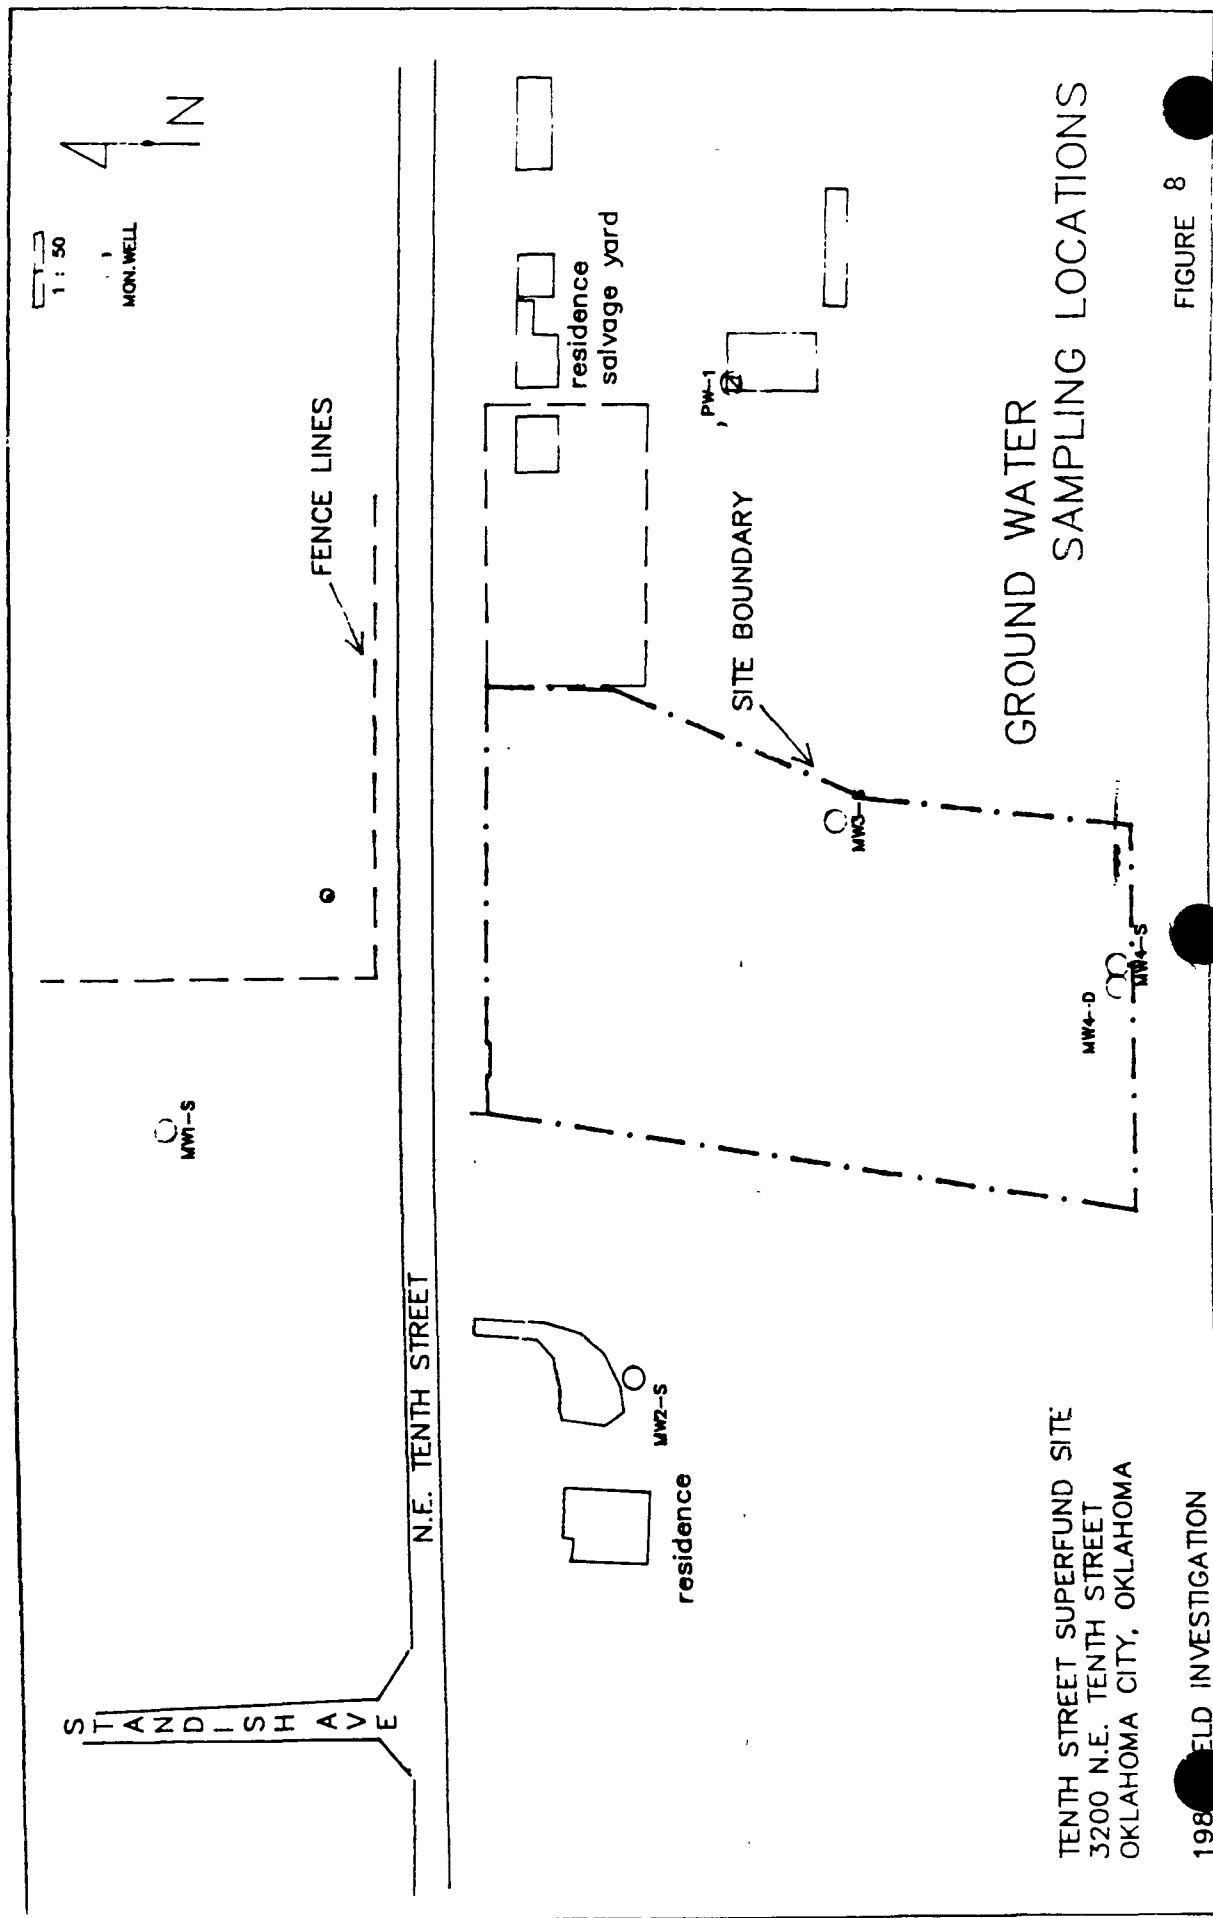 1 : 50
MON.WELL
N
FENCE LINES
STANDISH AVE
MW1-S
N.E. TENTH STREET
residence
salvage yard
PW-1
SITE BOUNDARY
MW2-S
residence
MW3-S
MW4-D
MW4-S
GROUND WATER
SAMPLING LOCATIONS
TENTH STREET SUPERFUND SITE
3200 N.E. TENTH STREET
OKLAHOMA CITY, OKLAHOMA
INVESTIGATION
FIGURE 8